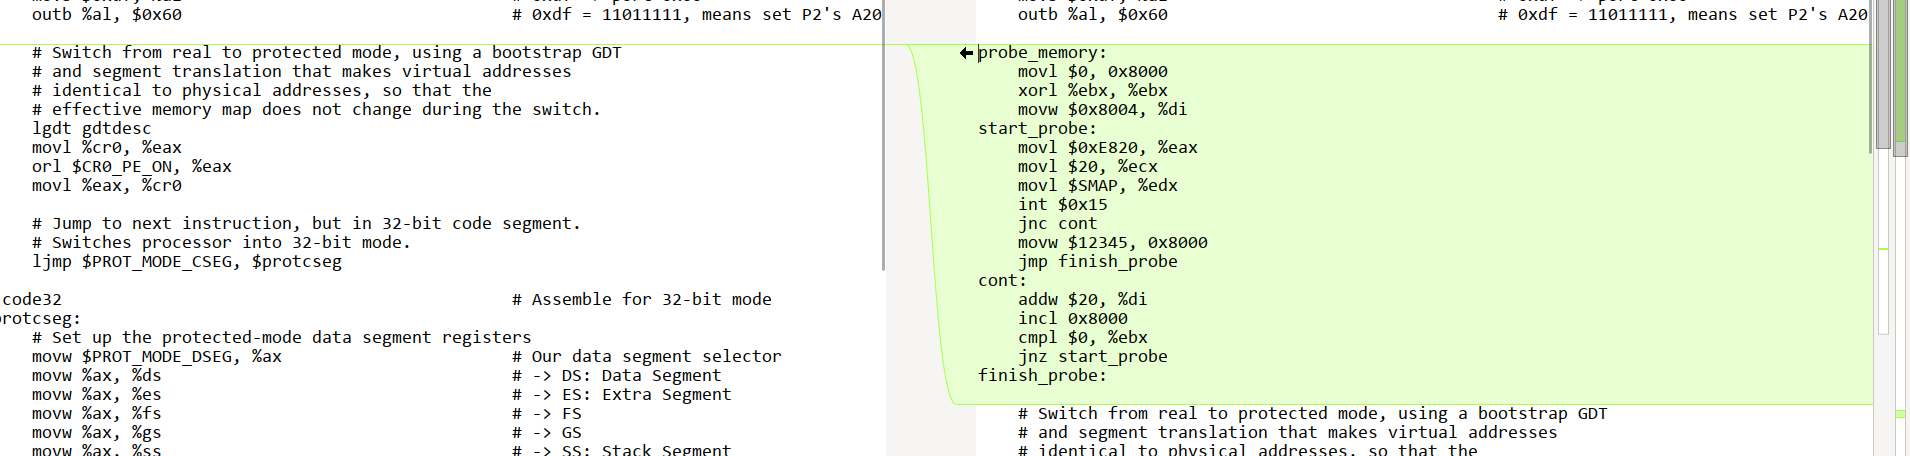 outb %al, $0x60 # 0xdf = 11011111, means set P2's A20
# Switch from real to protected mode, using a bootstrap GDT
# and segment translation that makes virtual addresses
# identical to physical addresses, so that the
# effective memory map does not change during the switch.
lgdt gdtdesc
movl %cr0, %eax
orl $CR0_PE_ON, %eax
movl %eax, %cr0
# Jump to next instruction, but in 32-bit code segment.
# Switches processor into 32-bit mode.
ljmp $PROT_MODE_CSEG, $protcseg
code32 # Assemble for 32-bit mode
rotcseg:
# Set up the protected-mode data segment registers
movw $PROT_MODE_DSEG, %ax # Our data segment selector
movw %ax, %ds # -> DS: Data Segment
movw %ax, %es # -> ES: Extra Segment
movw %ax, %fs # -> FS
movw %ax, %gs # -> GS
movw %ax, %ss # -> SS: Stack Segment
outb %al, $0x60 # 0xdf = 11011111, means set P2's A20
probe_memory:
movl $0, 0x8000
xorl %ebx, %ebx
movw $0x8004, %di
start_probe:
movl $0xE820, %eax
movl $20, %ecx
movl $SMAP, %edx
int $0x15
jnc cont
movw $12345, 0x8000
jmp finish_probe
cont:
addw $20, %di
incl 0x8000
cmpl $0, %ebx
jnz start_probe
finish_probe:
# Switch from real to protected mode, using a bootstrap GDT
# and segment translation that makes virtual addresses
# identical to physical addresses, so that the